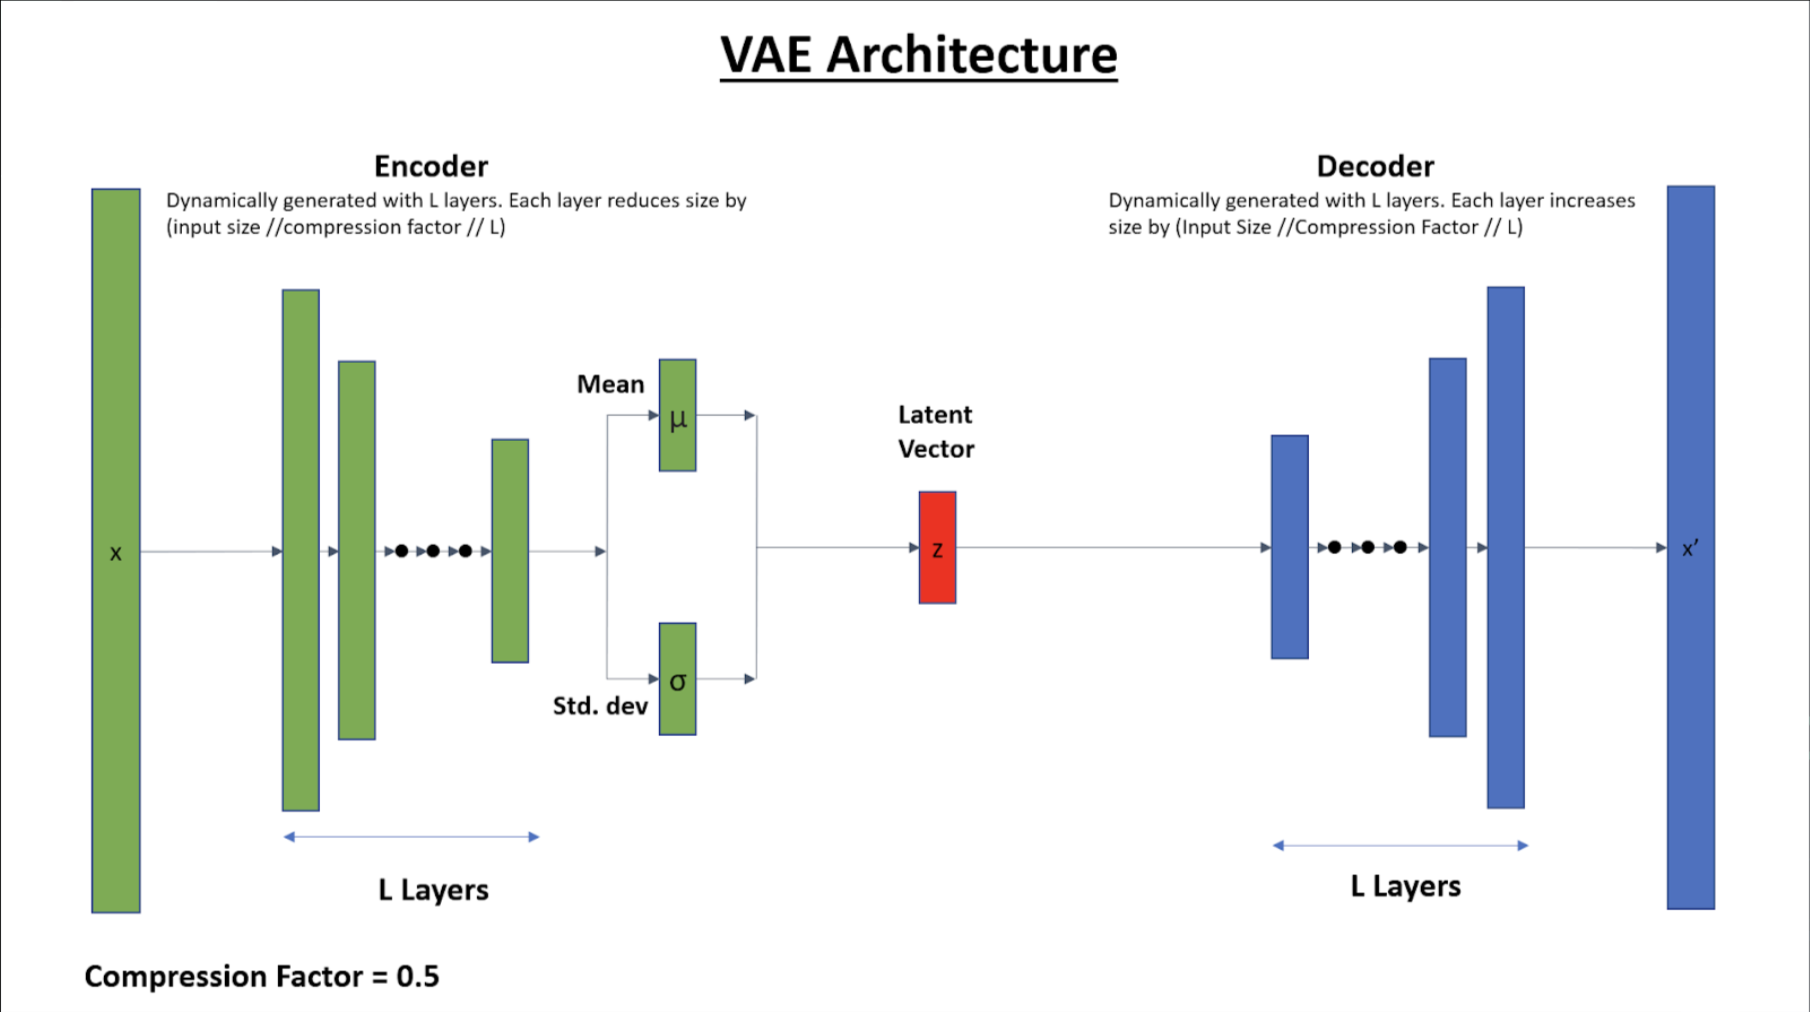 VAE Architecture
Encoder
Dynamically generated with L layers. Each layer reduces size by
(input size //compression factor // L)
Decoder
Dynamically generated with L layers. Each layer increases
size by (Input Size //Compression Factor // L)
Mean
μ
Latent
Vector
x
z
x’
σ
Std. dev
L Layers
L Layers
Compression Factor = 0.5